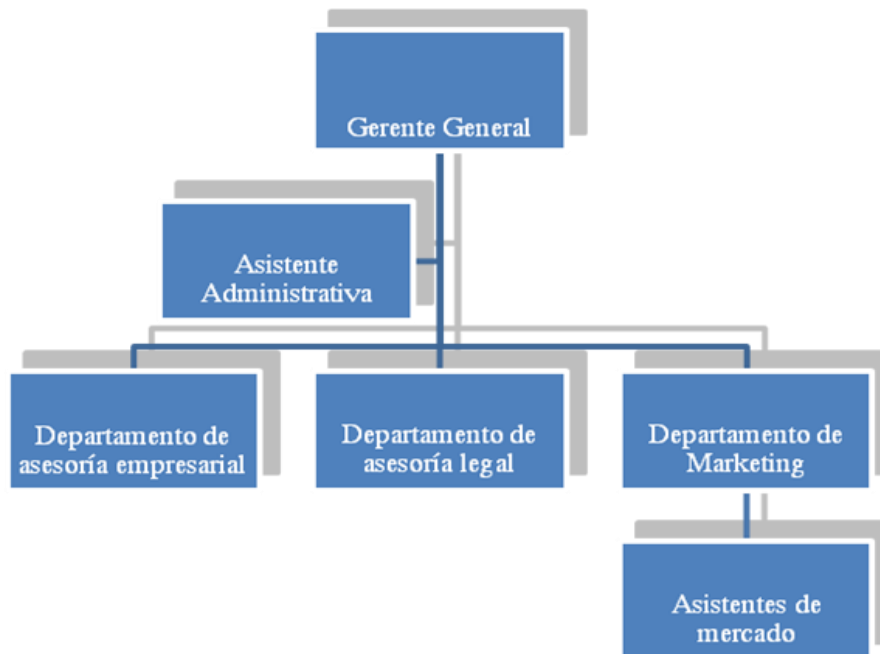 Gerente General
Asistente
Administrativa
Departamento de
asesoría empresarial
Departamento de
asesoría legal
Departamento de
Marketing
Asistentes de
mercado